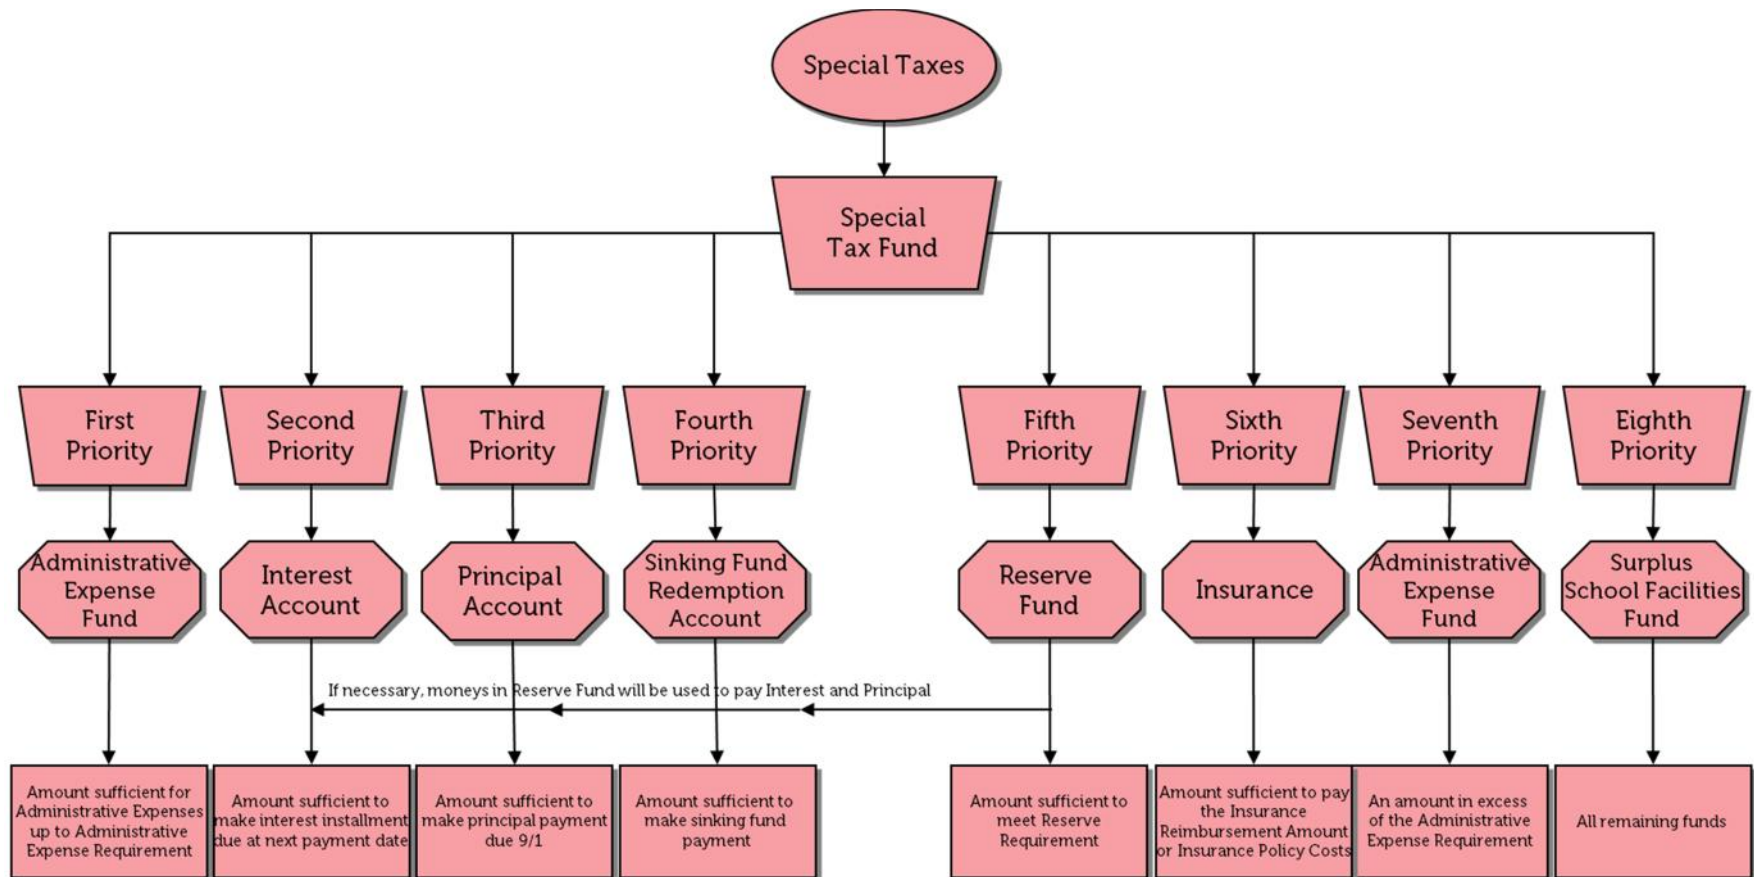 Special Taxes
Special
Tax Fund
First
Priority
Second
Priority
Third
Priority
Fourth
Priority
Fifth
Priority
Sixth
Priority
Seventh
Priority
Eighth
Priority
Administrative
Expense
Fund
Interest
Account
Principal
Account
Sinking Fund
Redemption
Account
Reserve
Fund
Insurance
Administrative
Expense
Fund
Surplus
School Facilities
Fund
If necessary, moneys in Reserve Fund will be used to pay Interest and Principal
Amount sufficient for
Administrative Expenses
up to Administrative
Expense Requirement
Amount sufficient to
make interest installment
due at next payment date
Amount sufficient to
make principal payment
due 9/1
Amount sufficient to
make sinking fund
payment
Amount sufficient to
meet Reserve
Requirement
Amount sufficient to pay
the Insurance
Reimbursement Amount
or Insurance Policy Costs
An amount in excess
of the Administrative
Expense Requirement
All remaining funds